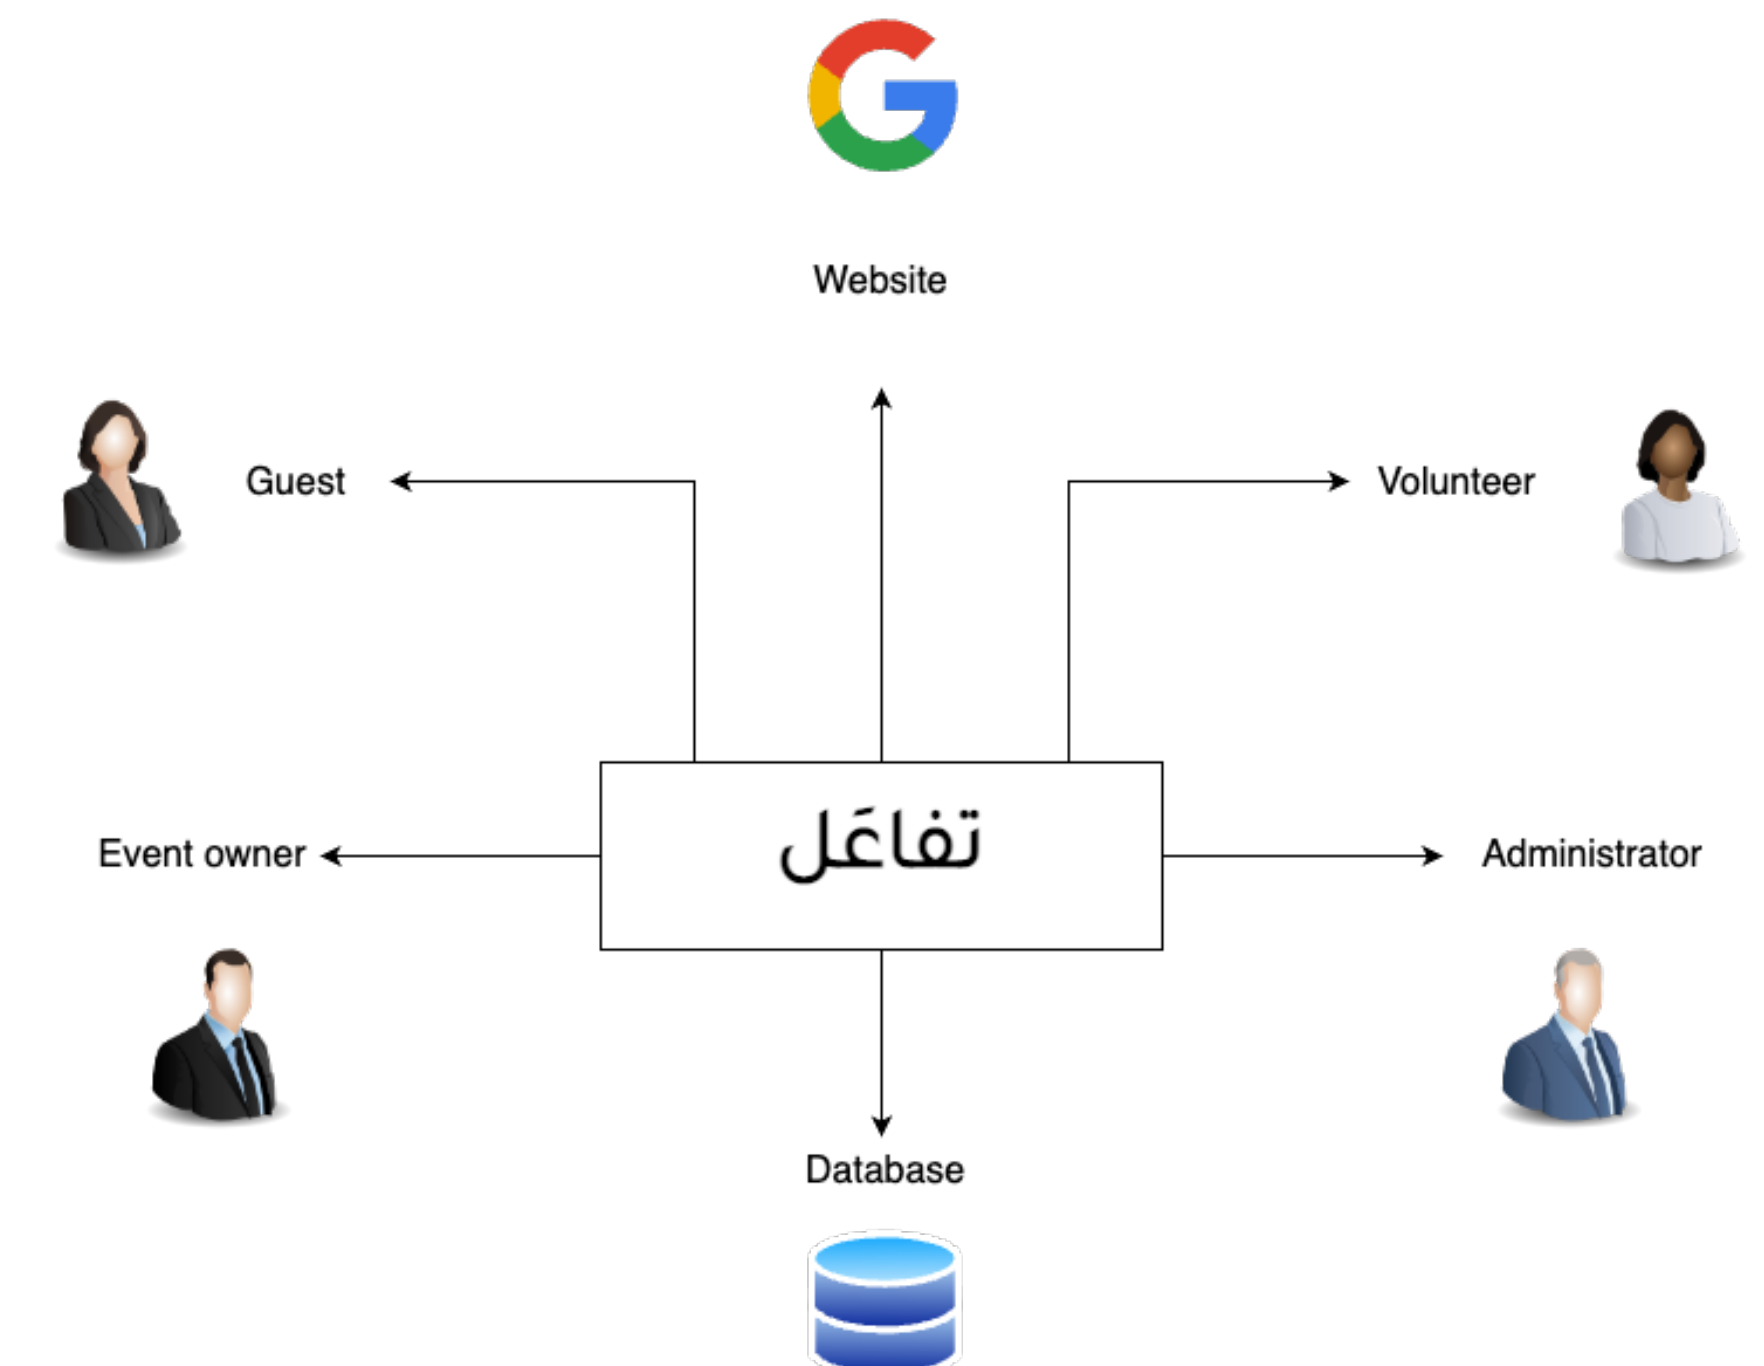 Website
Guest
Volunteer
Event owner
تفاعَل
Administrator
Database